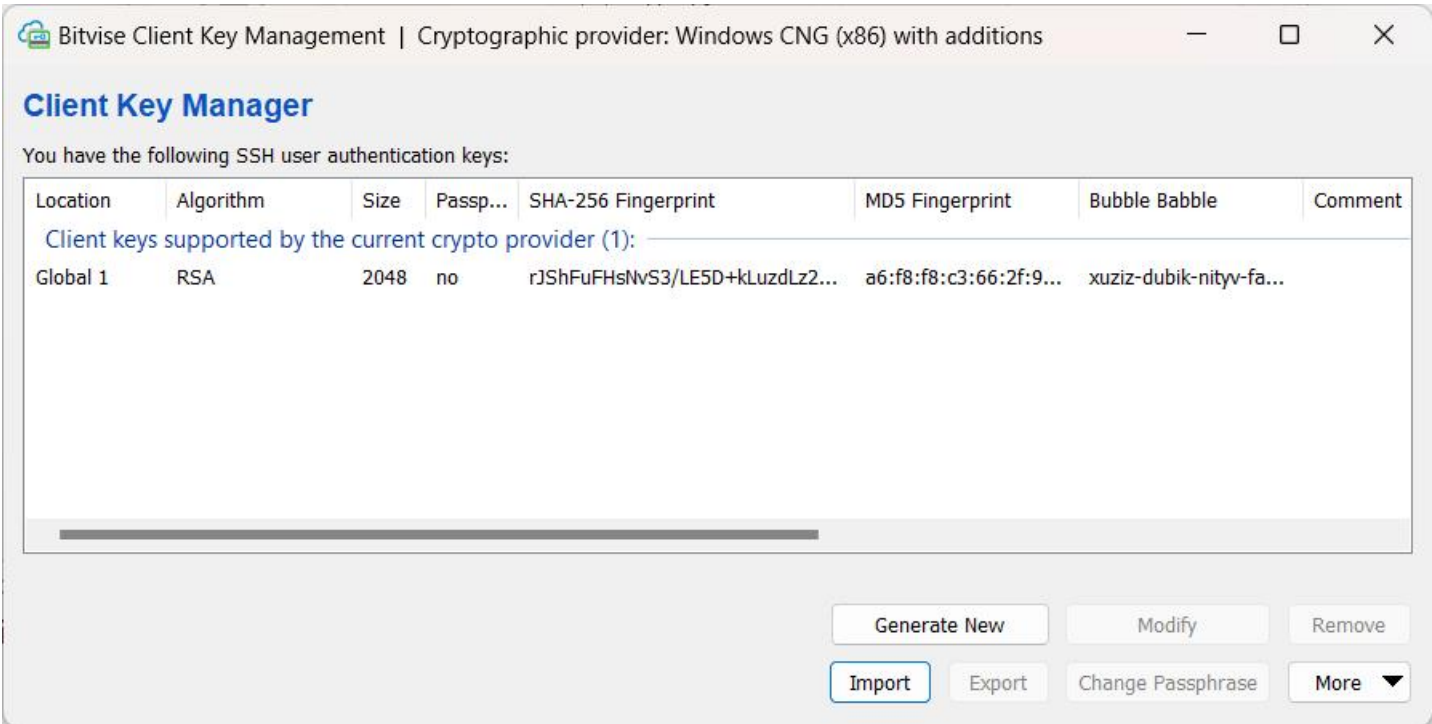 Bitvise Client Key Management | Cryptographic provider: Windows CNG (x86) with additions
Client Key Manager
You have the following SSH user authentication keys:
Location Algorithm Size Passp... SHA-256 Fingerprint MD5 Fingerprint Bubble Babble Comment
Client keys supported by the current crypto provider (1):
Global 1 RSA 2048 no rJShFuFHsNvS3/LE5D+kLuzdLz2... a6:f8:f8:c3:66:2f:9... xuziz-dubik-nityv-fa...
Generate New Modify Remove
Import Export Change Passphrase More